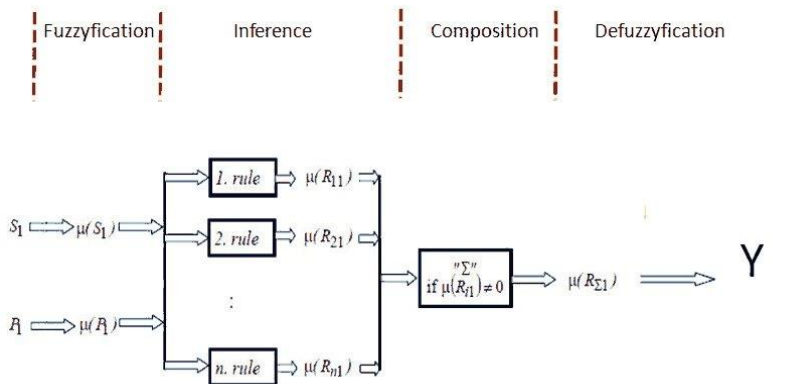 Fuzzyfication Inference Composition Defuzzyfication
1. rule μ(R₁₁)
S₁ μ(S₁) 2. rule μ(R₂₁)
"Σ"
if μ(Rᵢ₁)≠0 μ(R_Σ1) Y
:
P₁ μ(P₁)
n. rule μ(Rₙ₁)